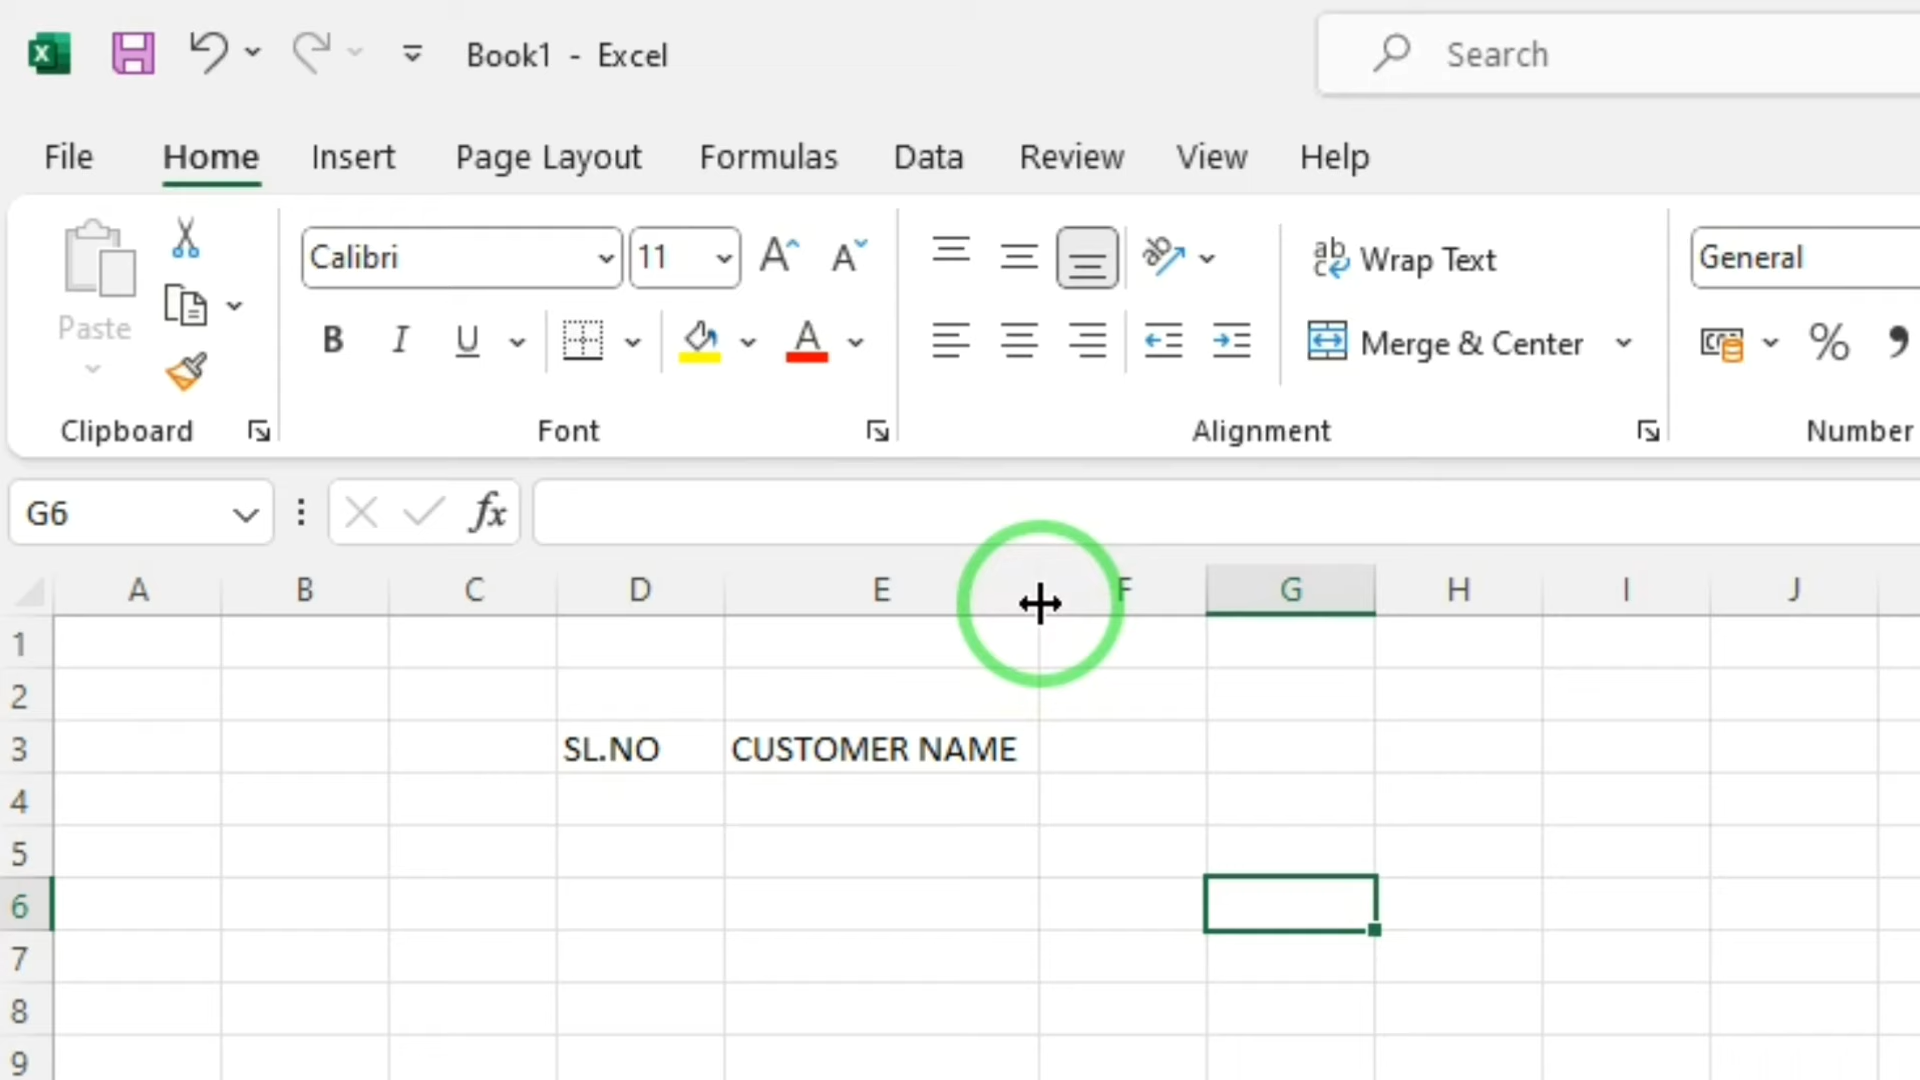 Book1 - Excel
Search
File Home Insert Page Layout Formulas Data Review View Help
Paste
Calibri 11
B I U A
ab Wrap Text
Merge & Center
General
% ,
Clipboard Font Alignment Number
G6 fx
A B C D E F G H I J
1
2
3 SL.NO CUSTOMER NAME
4
5
6
7
8
9